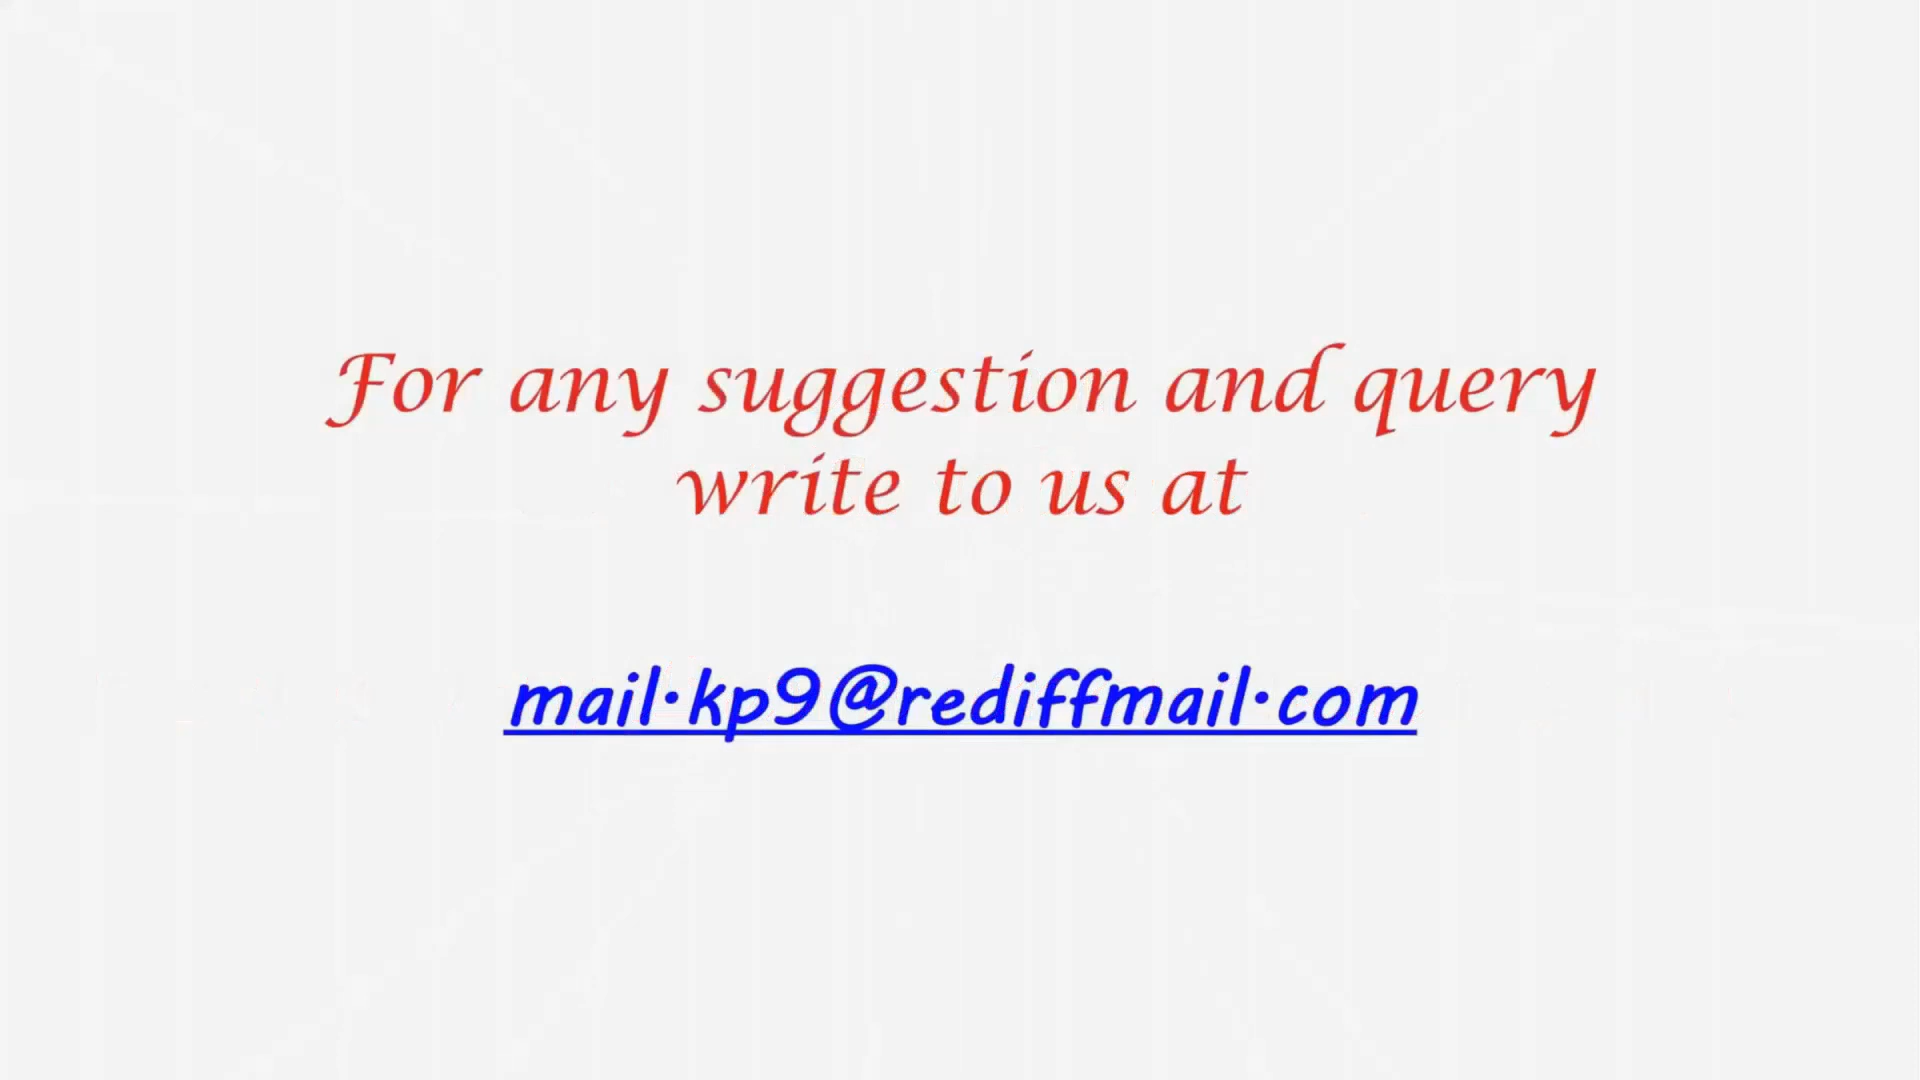 For any suggestion and query
write to us at
mail.kp9@rediffmail.com